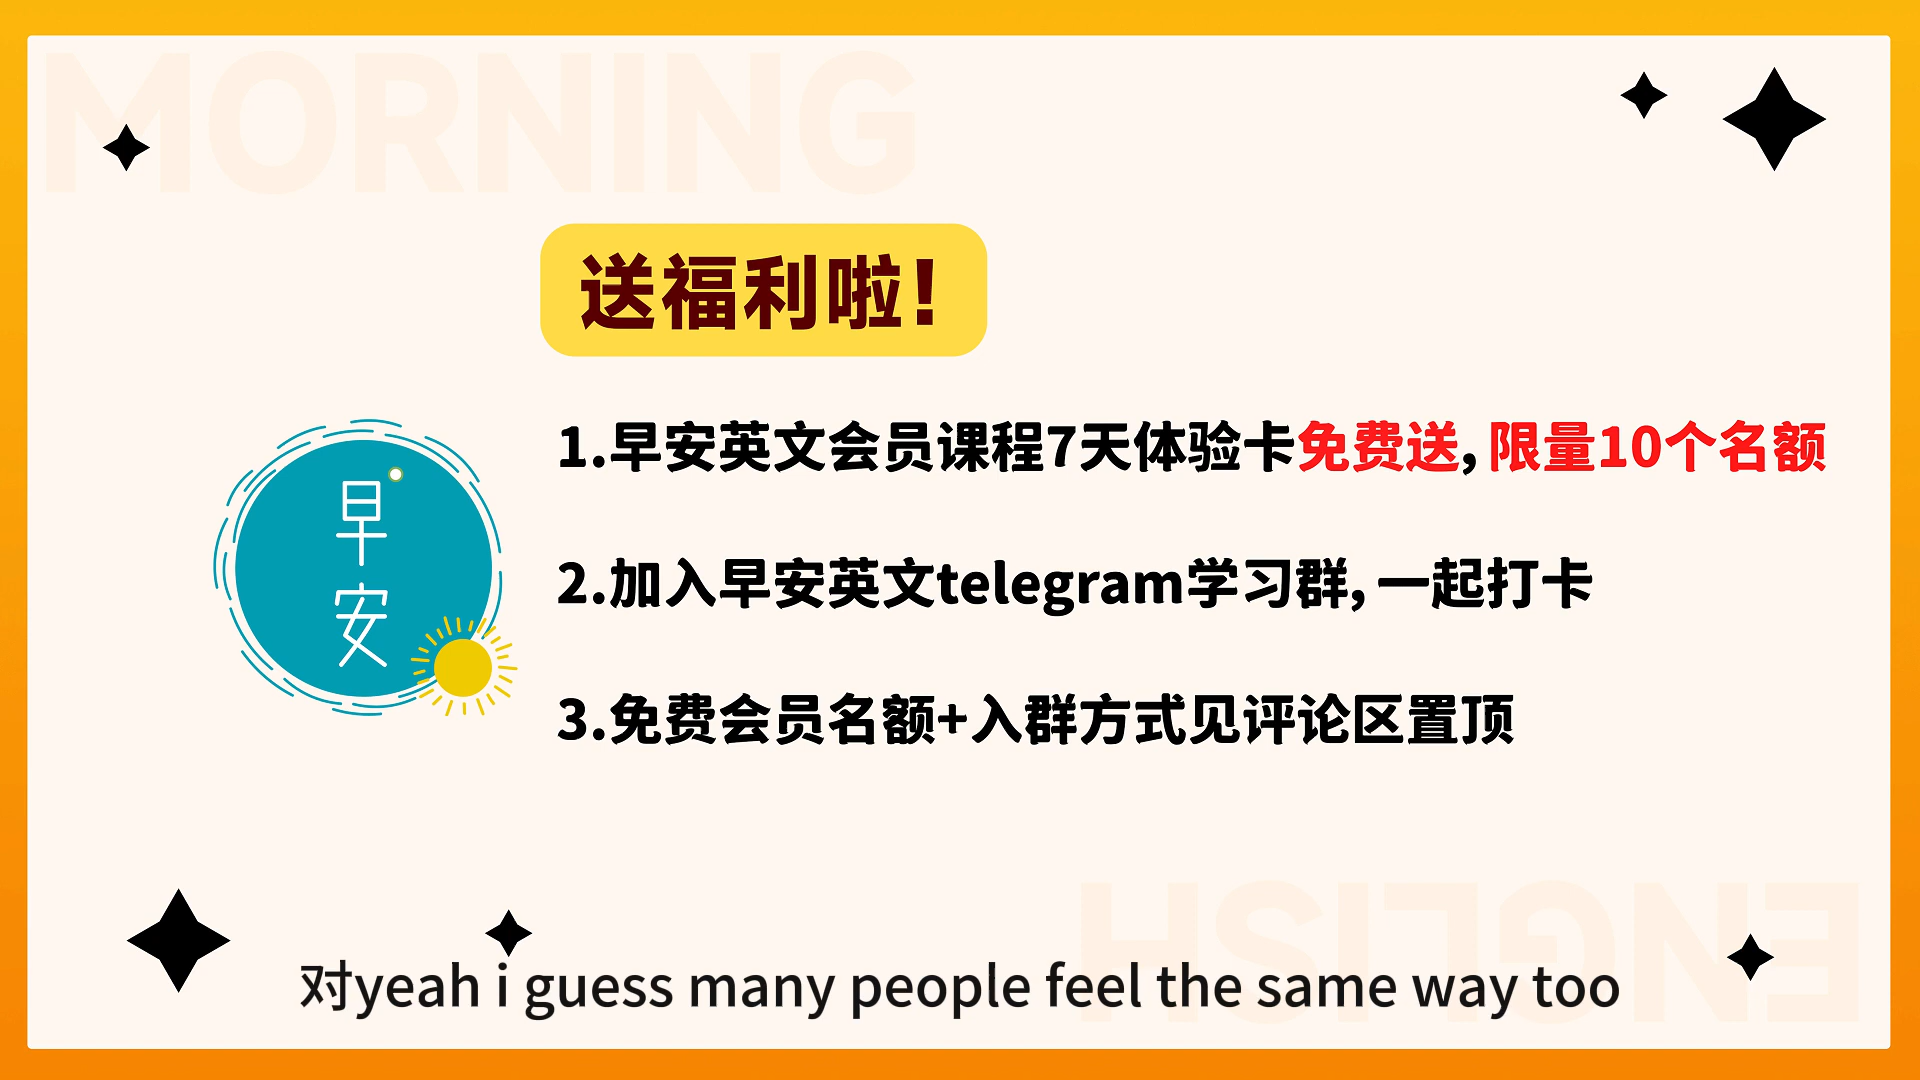 MORNING
送福利啦!
1.早安英文会员课程7天体验卡免费送,限量10个名额
早安
2.加入早安英文telegram学习群,一起打卡
3.免费会员名额+入群方式见评论区置顶
ENGLISH
对yeah i guess many people feel the same way too